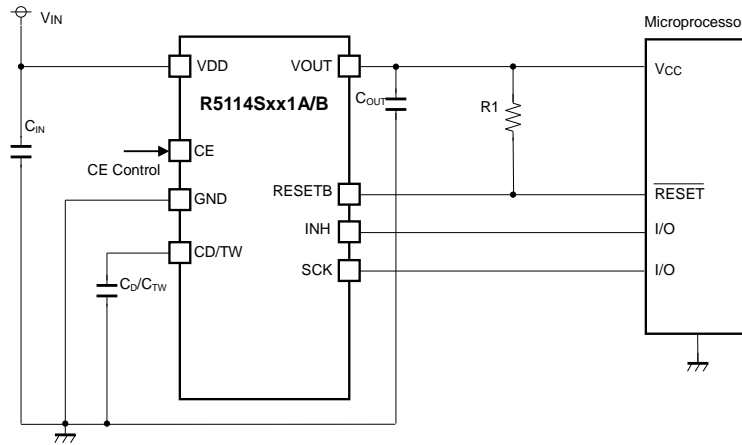 VIN
Microprocesso
VDD
VOUT
VCC
R5114Sxx1A/B
COUT
R1
CIN
CE
CE Control
RESETB
RESET
GND
INH
I/O
CD/TW
SCK
I/O
CD/CTW